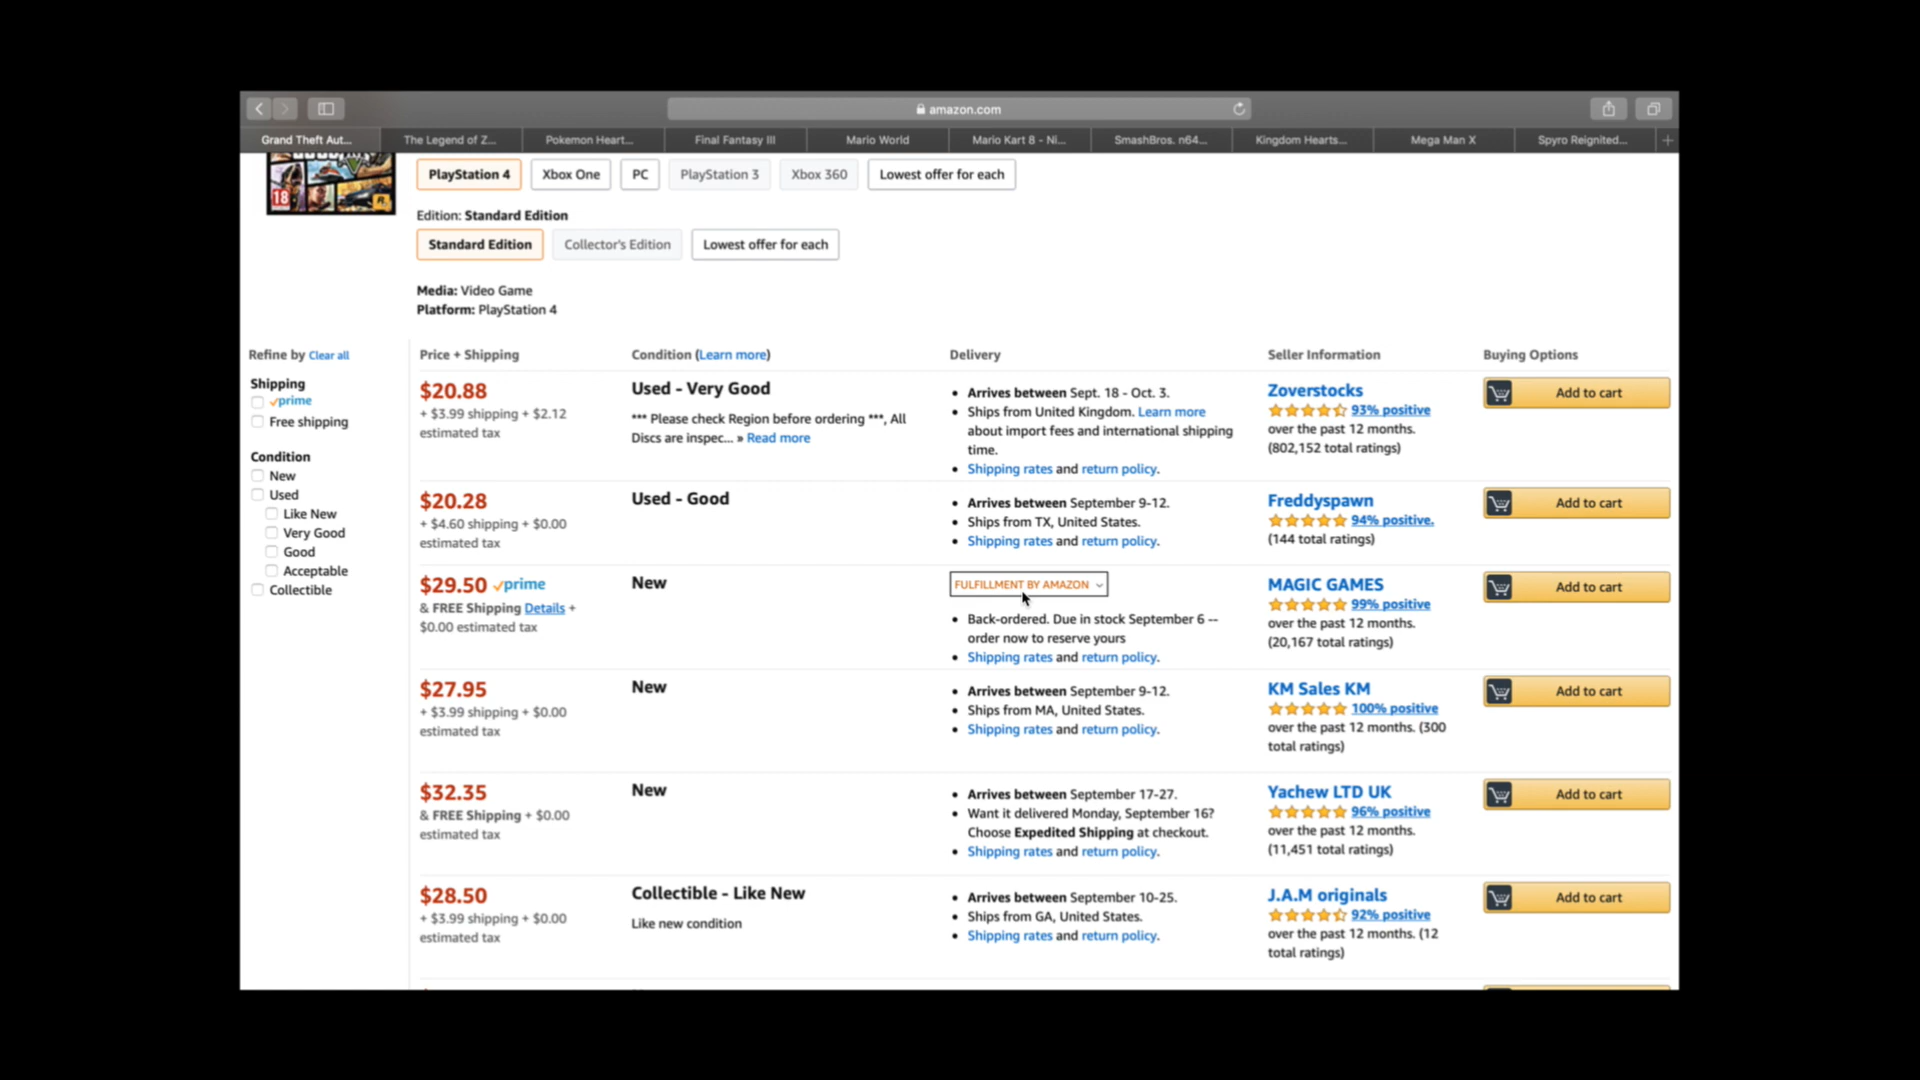 amazon.com
Grand Theft Aut... The Legend of Z... Pokemon Heart... Final Fantasy III Mario World Mario Kart 8 - Ni... SmashBros. n64... Kingdom Hearts... Mega Man X Spyro Reignited...
18
PlayStation 4 Xbox One PC PlayStation 3 Xbox 360 Lowest offer for each
Edition: Standard Edition
Standard Edition Collector's Edition Lowest offer for each
Media: Video Game
Platform: PlayStation 4
Refine by Clear all
Shipping
prime
Free shipping
Condition
New
Used
Like New
Very Good
Good
Acceptable
Collectible
Price + Shipping Condition (Learn more) Delivery Seller Information Buying Options
$20.88
+ $3.99 shipping + $2.12
estimated tax
Used - Very Good
*** Please check Region before ordering ***, All
Discs are inspec... » Read more
Arrives between Sept. 18 - Oct. 3.
Ships from United Kingdom. Learn more
about import fees and international shipping
time.
Shipping rates and return policy.
Zoverstocks
93% positive
over the past 12 months.
(802,152 total ratings)
Add to cart
$20.28
+ $4.60 shipping + $0.00
estimated tax
Used - Good
Arrives between September 9-12.
Ships from TX, United States.
Shipping rates and return policy.
Freddyspawn
94% positive.
(144 total ratings)
Add to cart
$29.50 prime
& FREE Shipping Details +
$0.00 estimated tax
New
FULFILLMENT BY AMAZON
Back-ordered. Due in stock September 6 --
order now to reserve yours
Shipping rates and return policy.
MAGIC GAMES
99% positive
over the past 12 months.
(20,167 total ratings)
Add to cart
$27.95
+ $3.99 shipping + $0.00
estimated tax
New
Arrives between September 9-12.
Ships from MA, United States.
Shipping rates and return policy.
KM Sales KM
100% positive
over the past 12 months. (300
total ratings)
Add to cart
$32.35
& FREE Shipping + $0.00
estimated tax
New
Arrives between September 17-27.
Want it delivered Monday, September 16?
Choose Expedited Shipping at checkout.
Shipping rates and return policy.
Yachew LTD UK
96% positive
over the past 12 months.
(11,451 total ratings)
Add to cart
$28.50
+ $3.99 shipping + $0.00
estimated tax
Collectible - Like New
Like new condition
Arrives between September 10-25.
Ships from GA, United States.
Shipping rates and return policy.
J.A.M originals
92% positive
over the past 12 months. (12
total ratings)
Add to cart